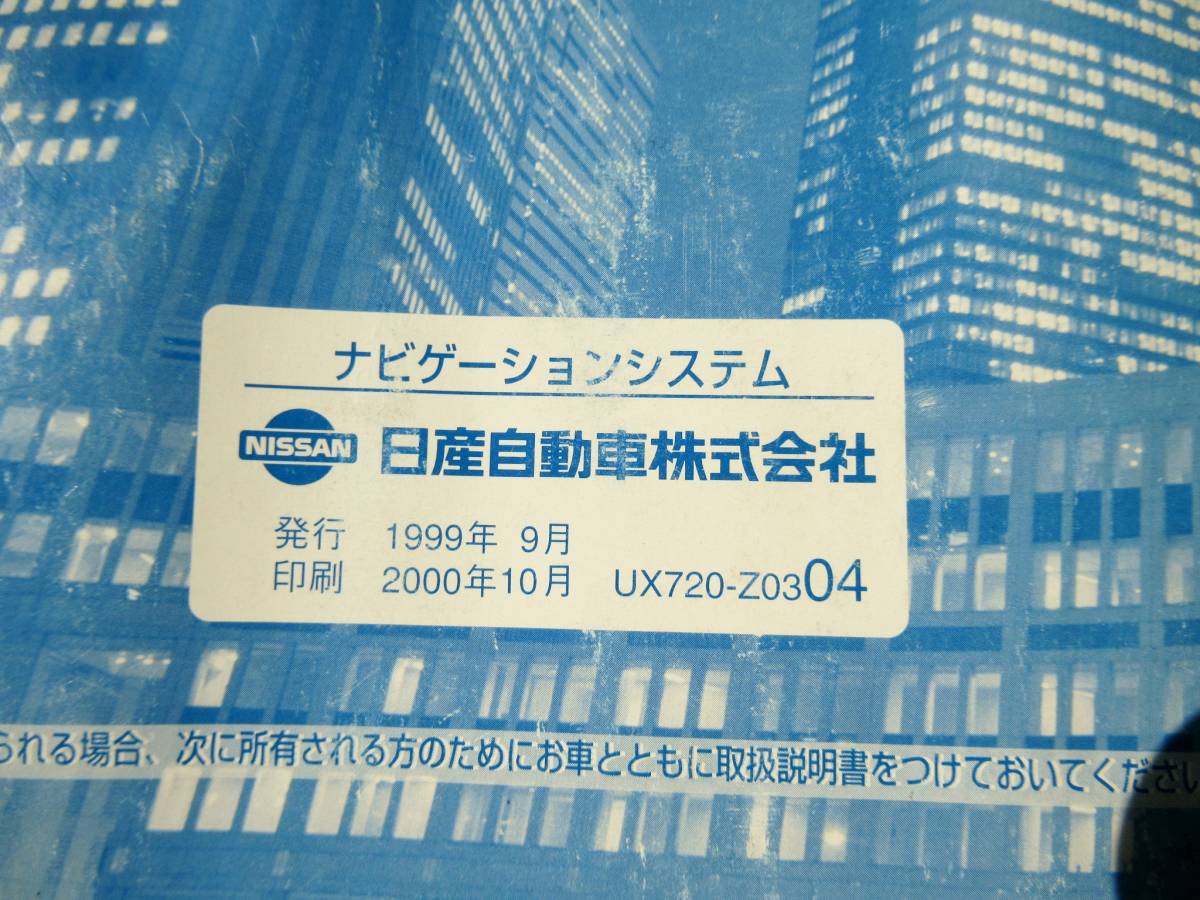 ナビゲーションシステム
NISSAN 日産自動車株式会社
発行 1999年 9月
印刷 2000年10月 UX720-Z0304
られる場合、次に所有される方のためにお車とともに取扱説明書をつけておいてくださ